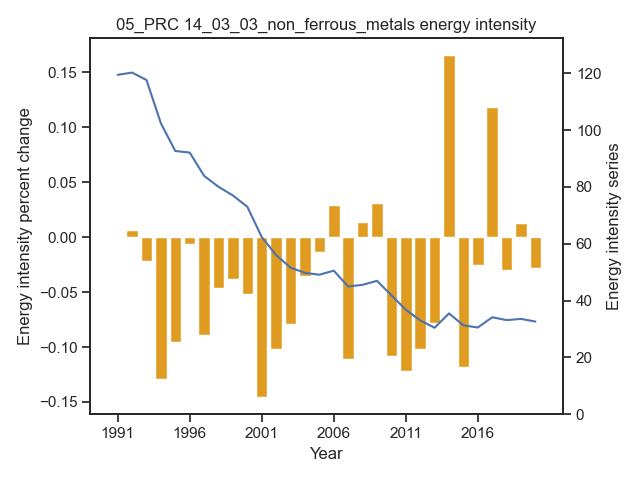 05_PRC 14_03_03_non_ferrous_metals energy intensity
Energy intensity percent change
0.15
0.10
0.05
0.00
−0.05
−0.10
−0.15
120
100
80
60
40
20
0
Energy intensity series
1991 1996 2001 2006 2011 2016
Year